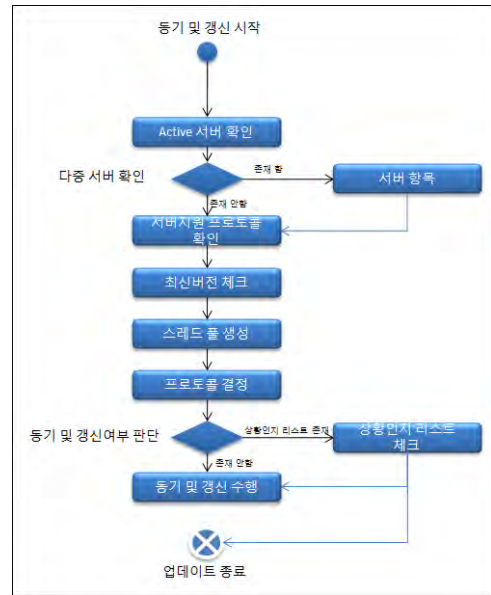 동기 및 갱신 시작
Active 서버 확인
다중 서버 확인
존재 함
서버 항목
존재 안함
서버지원 프로토콜
확인
최신버전 체크
스레드 풀 생성
프로토콜 결정
동기 및 갱신여부 판단
상황인지 리스트 존재
상황인지 리스트
체크
존재 안함
동기 및 갱신 수행
업데이트 종료